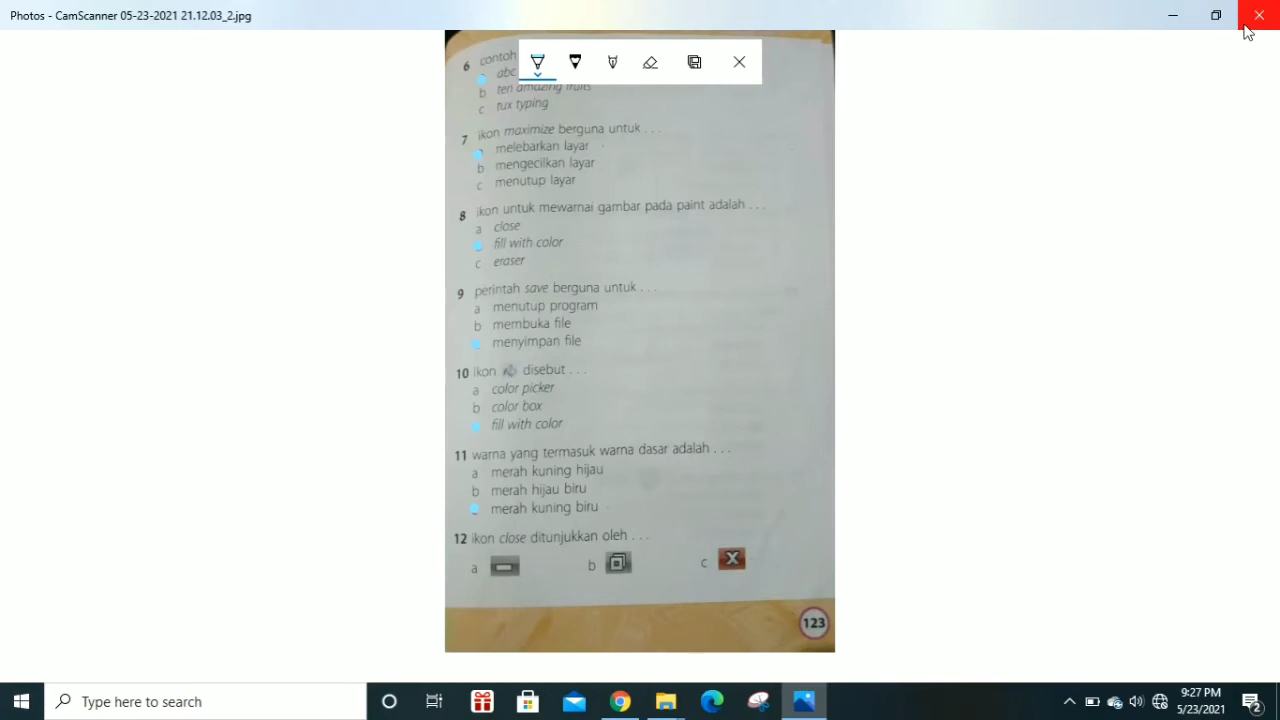 Photos - CamScanner 05-23-2021 21.12.03_2.jpg
6 contoh
abc
b ten amazing fruits
c tux typing
7 ikon maximize berguna untuk . . .
melebarkan layar
b mengecilkan layar
c menutup layar
8 ikon untuk mewarnai gambar pada paint adalah . . .
a close
fill with color
c eraser
9 perintah save berguna untuk . . .
a menutup program
b membuka file
menyimpan file
10 ikon disebut . . .
a color picker
b color box
fill with color
11 warna yang termasuk warna dasar adalah . . .
a merah kuning hijau
b merah hijau biru
merah kuning biru
12 ikon close ditunjukkan oleh . . .
a b c X
123
Type here to search
9:27 PM
5/23/2021
2